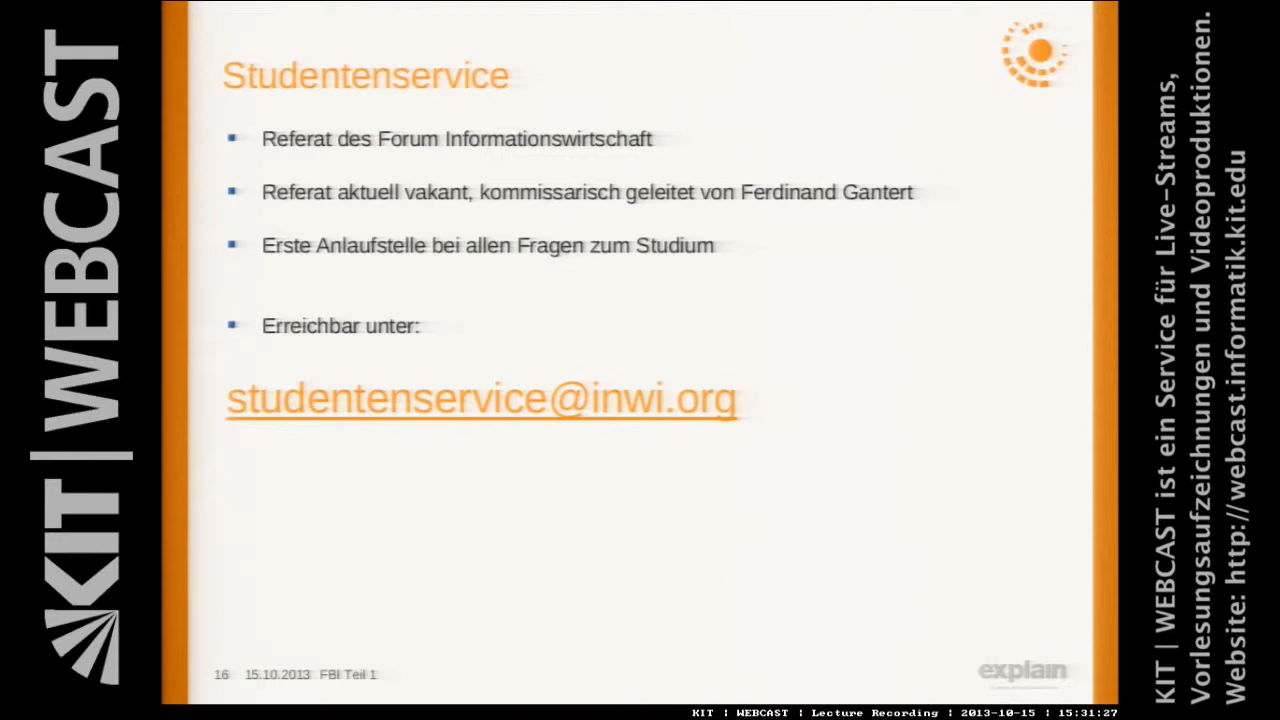 KIT | WEBCAST
Studentenservice
Referat des Forum Informationswirtschaft
Referat aktuell vakant, kommissarisch geleitet von Ferdinand Gantert
Erste Anlaufstelle bei allen Fragen zum Studium
Erreichbar unter:
studentenservice@inwi.org
16 15.10.2013 FBI Teil 1
explain
KIT | WEBCAST ist ein Service für Live-Streams,
Vorlesungsaufzeichnungen und Videoproduktionen.
Website: http://webcast.informatik.kit.edu
KIT | WEBCAST | Lecture Recording | 2013-10-15 | 15:31:27